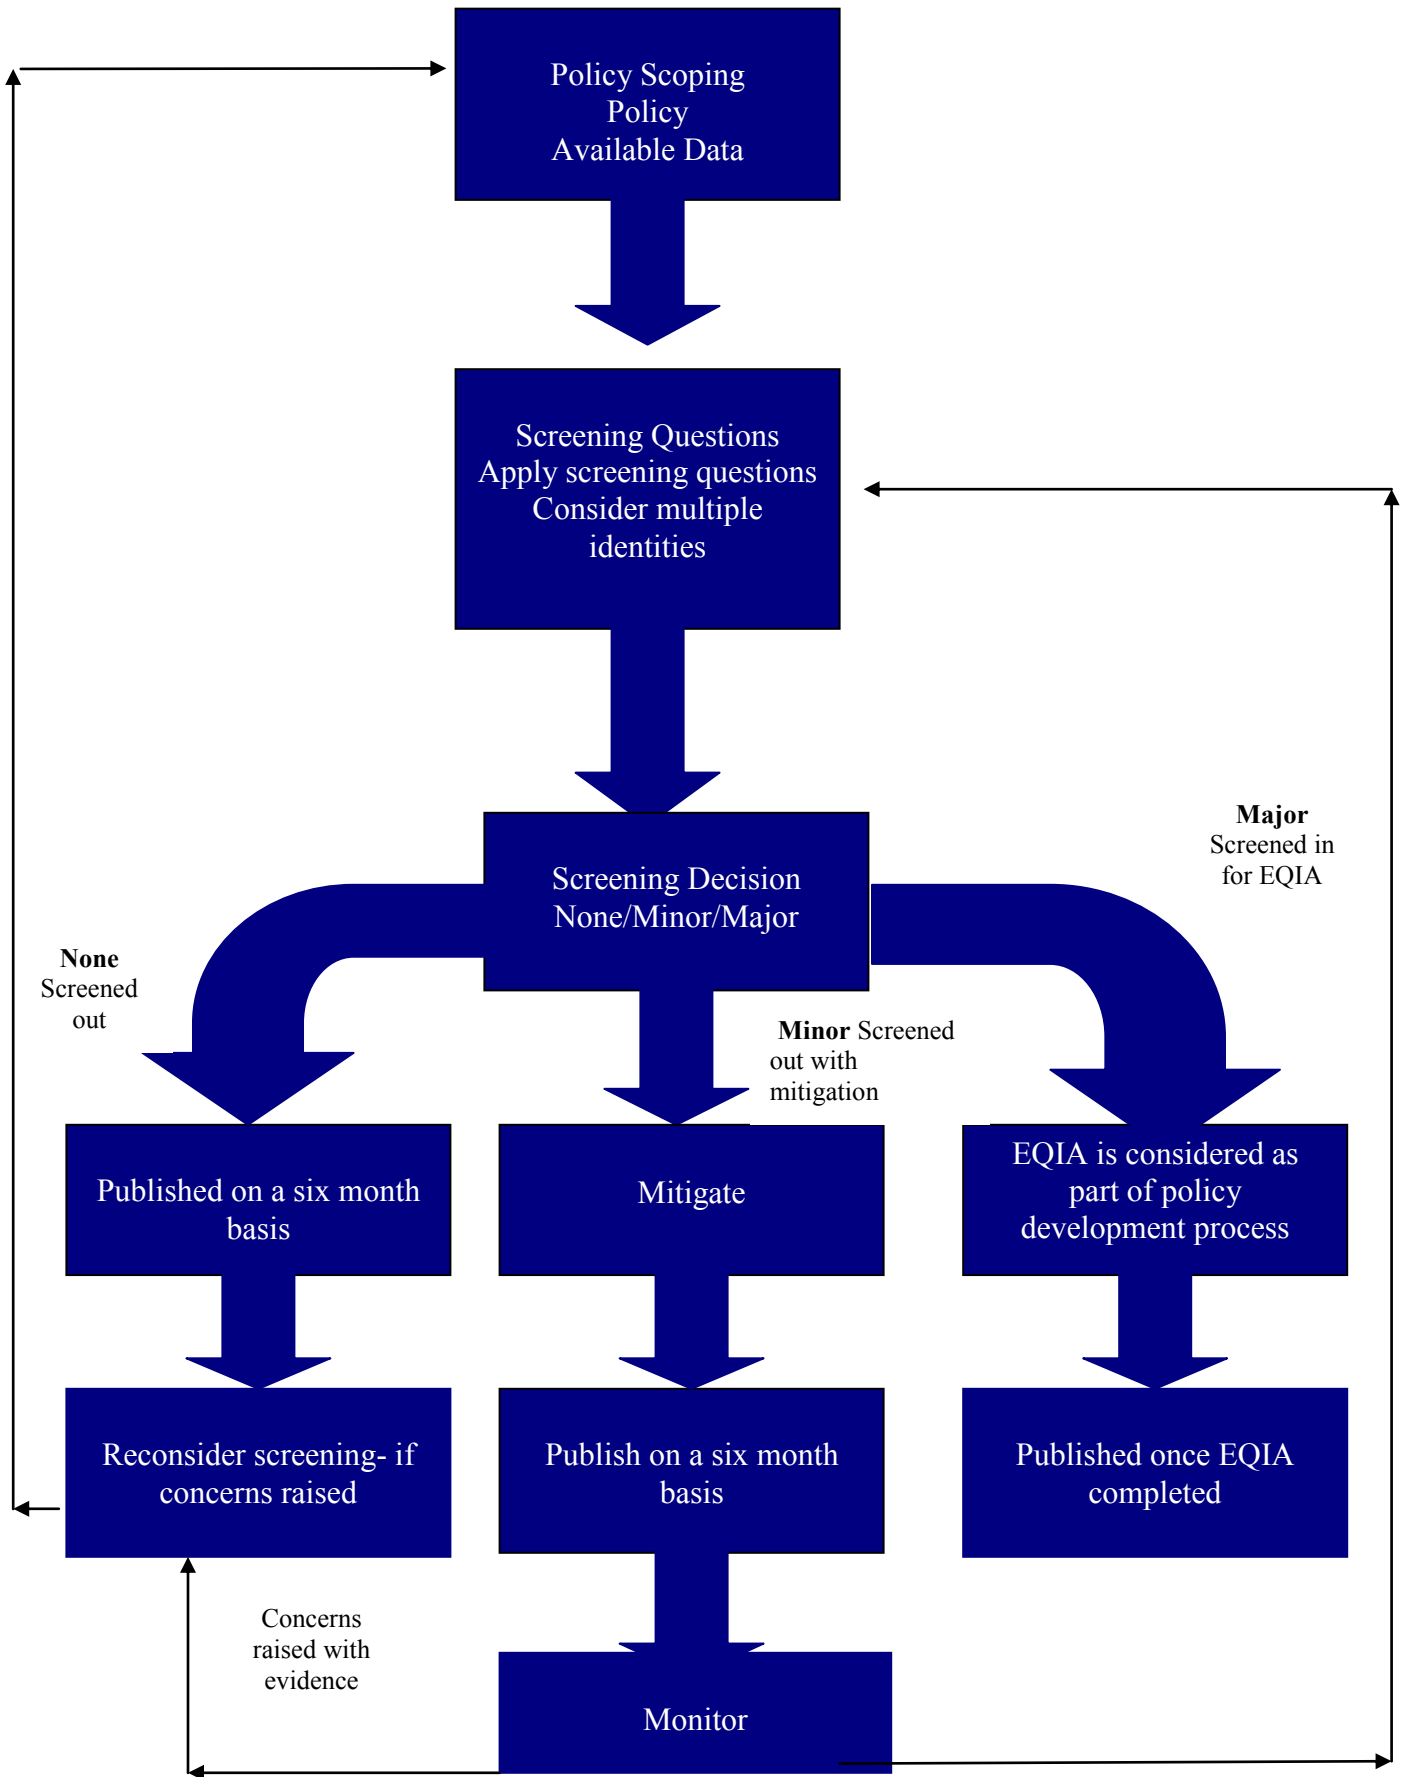 Policy Scoping
Policy
Available Data
Screening Questions
Apply screening questions
Consider multiple
identities
Major
Screened in
for EQIA
Screening Decision
None/Minor/Major
None
Screened
out
Minor Screened
out with
mitigation
Published on a six month
basis
Mitigate
EQIA is considered as
part of policy
development process
Reconsider screening- if
concerns raised
Publish on a six month
basis
Published once EQIA
completed
Concerns
raised with
evidence
Monitor